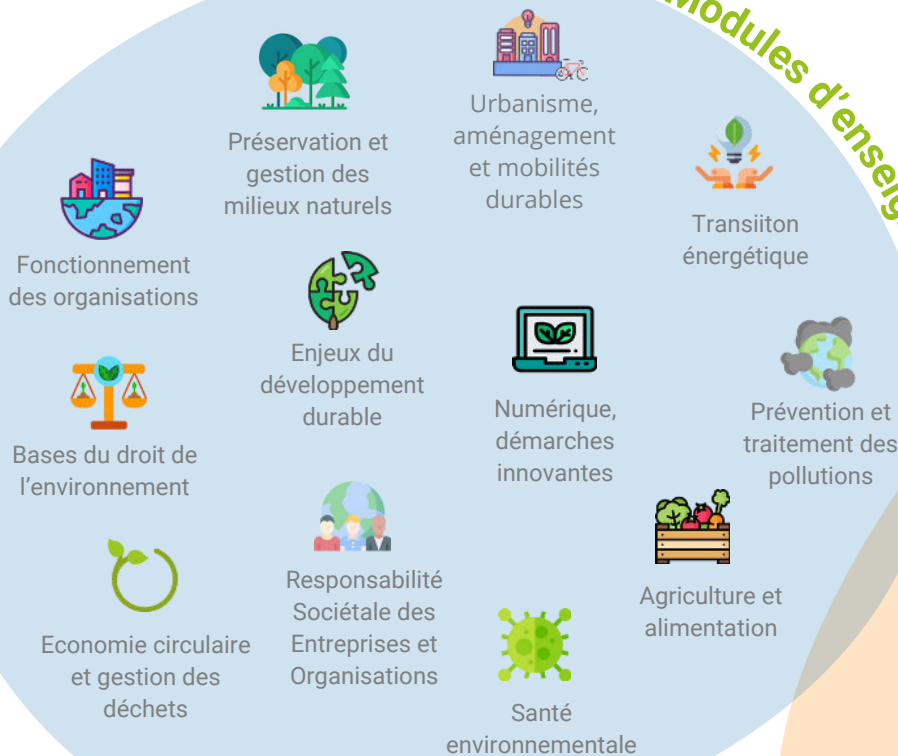 Modules d'enseig
Préservation et
gestion des
milieux naturels
Urbanisme,
aménagement
et mobilités
durables
Transiiton
énergétique
Fonctionnement
des organisations
Enjeux du
développement
durable
Numérique,
démarches
innovantes
Prévention et
traitement des
pollutions
Bases du droit de
l'environnement
Responsabilité
Sociétale des
Entreprises et
Organisations
Agriculture et
alimentation
Economie circulaire
et gestion des
déchets
Santé
environnementale